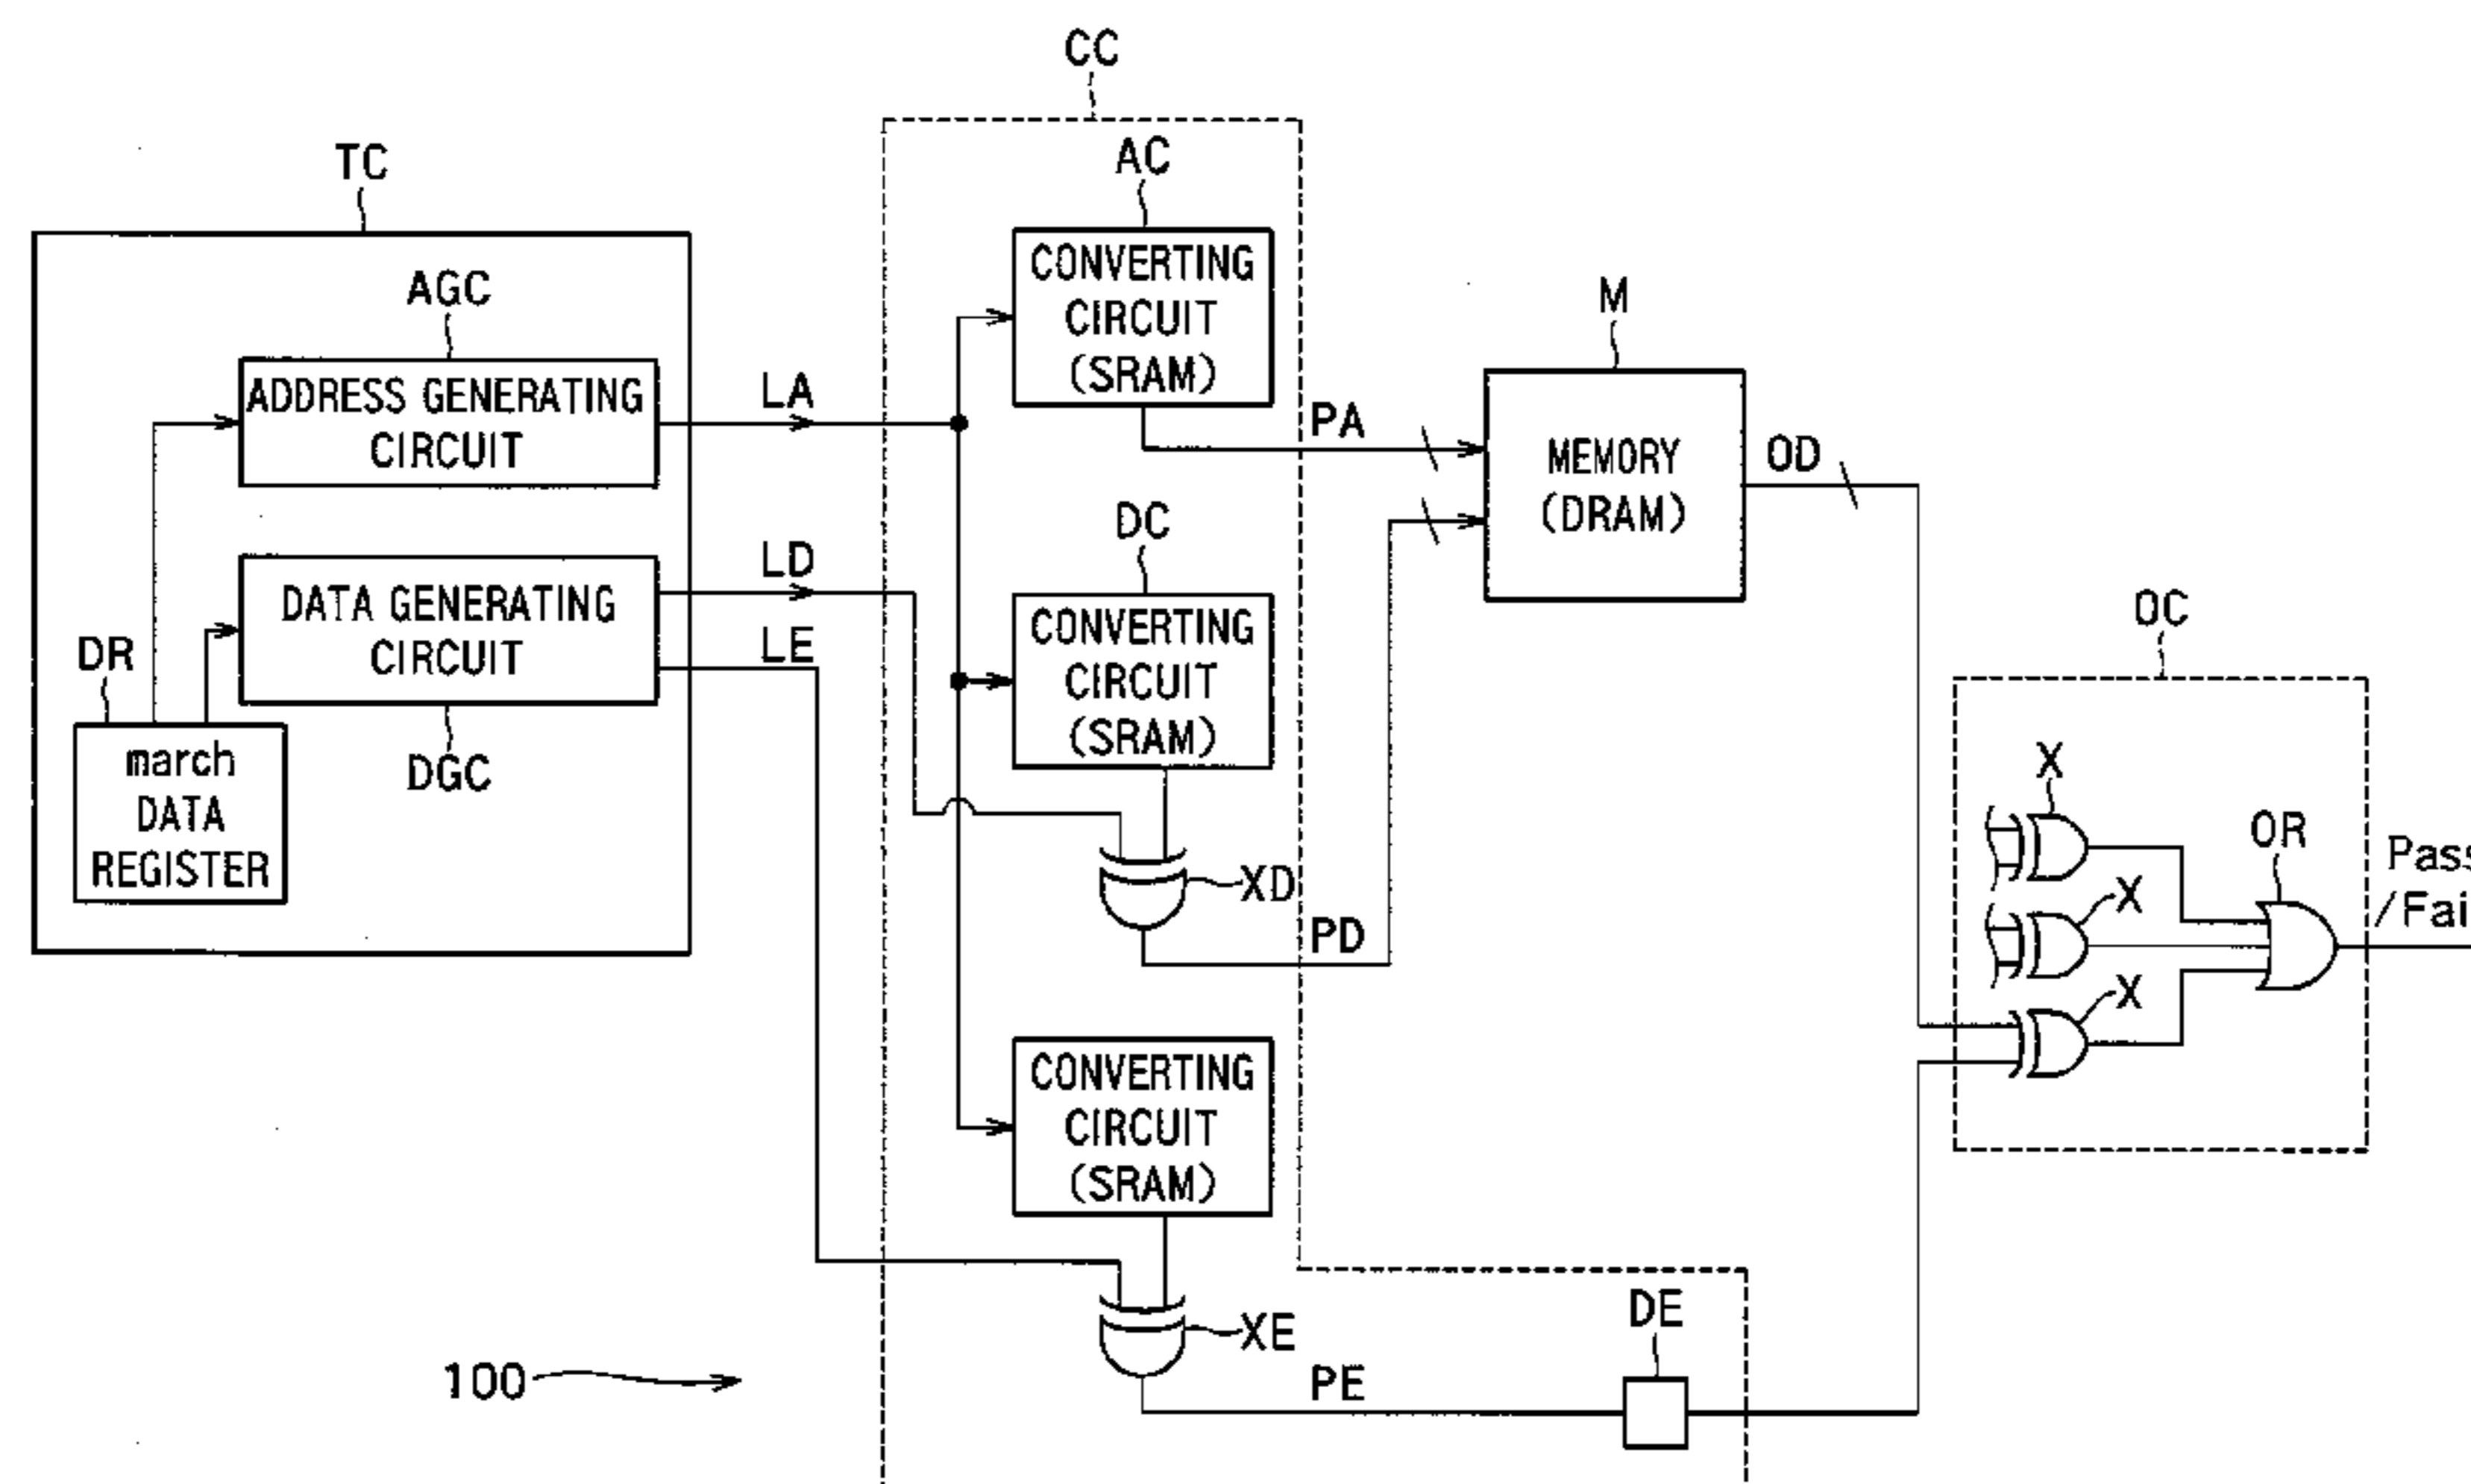 CC
TC
AC
CONVERTING
CIRCUIT
(SRAM)
AGC
ADDRESS GENERATING
CIRCUIT
LA
PA
M
MEMORY
(DRAM)
OD
DC
CONVERTING
CIRCUIT
(SRAM)
LD
LE
DATA GENERATING
CIRCUIT
DGC
DR
march
DATA
REGISTER
XD
PD
OC
X
X
X
OR
Pass
/Fai
CONVERTING
CIRCUIT
(SRAM)
XE
PE
DE
100